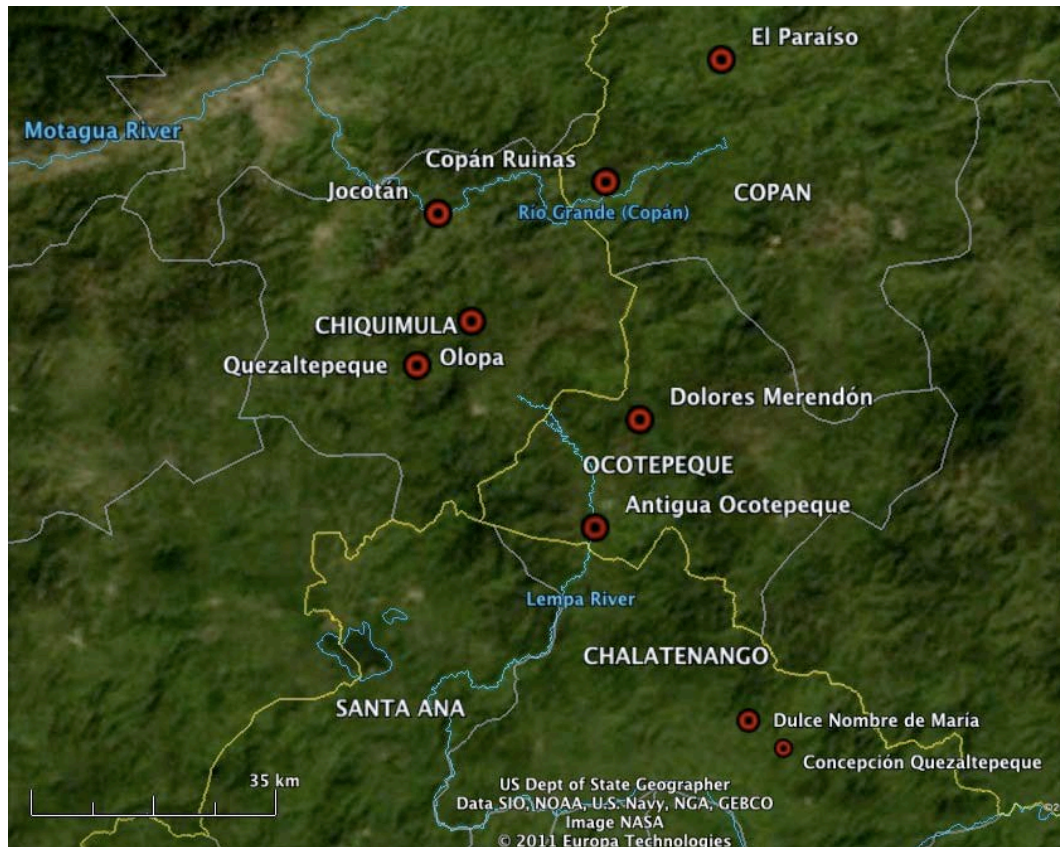 El Paraíso
Motagua River
Copán Ruinas
Jocotán
COPAN
Río Grande (Copán)
CHIQUIMULA
Quezaltepeque
Olopa
Dolores Merendón
OCOTEPEQUE
Antigua Ocotepeque
Lempa River
CHALATENANGO
SANTA ANA
Dulce Nombre de María
Concepción Quezaltepeque
35 km
US Dept of State Geographer
Data SIO, NOAA, U.S. Navy, NGA, GEBCO
Image NASA
© 2011 Europa Technologies